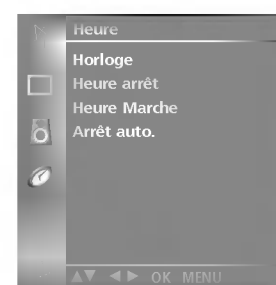 Heure
Horloge
Heure arrêt
Heure Marche
Arrêt auto.
▲▼ ◄► OK MENU